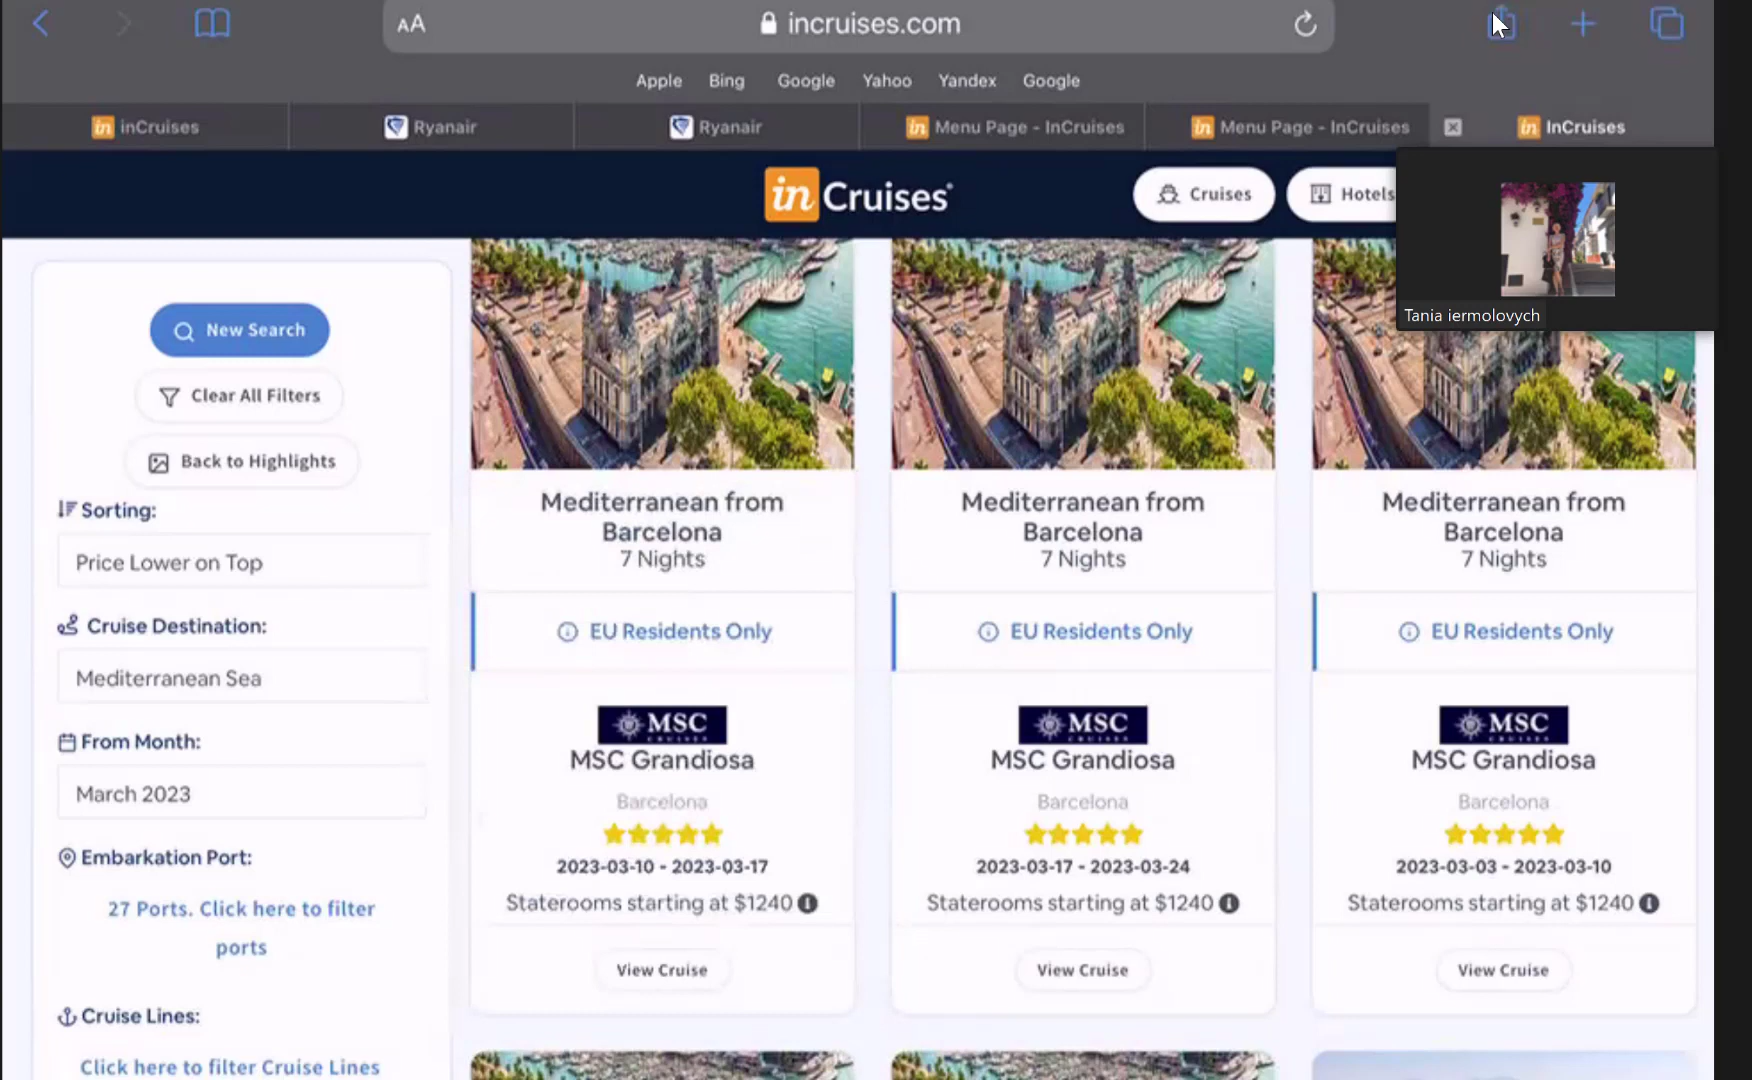 AA
incruises.com
Apple Bing Google Yahoo Yandex Google
inCruises
Ryanair
Ryanair
Menu Page - InCruises
Menu Page - InCruises
InCruises
in Cruises
Cruises
Hotels
Tania iermolovych
New Search
Clear All Filters
Back to Highlights
Sorting:
Price Lower on Top
Cruise Destination:
Mediterranean Sea
From Month:
March 2023
Embarkation Port:
27 Ports. Click here to filter
ports
Cruise Lines:
Click here to filter Cruise Lines
Mediterranean from
Barcelona
7 Nights
EU Residents Only
MSC
CRUISES
MSC Grandiosa
Barcelona
2023-03-10 - 2023-03-17
Staterooms starting at $1240
View Cruise
Mediterranean from
Barcelona
7 Nights
EU Residents Only
MSC
CRUISES
MSC Grandiosa
Barcelona
2023-03-17 - 2023-03-24
Staterooms starting at $1240
View Cruise
Mediterranean from
Barcelona
7 Nights
EU Residents Only
MSC
CRUISES
MSC Grandiosa
Barcelona
2023-03-03 - 2023-03-10
Staterooms starting at $1240
View Cruise